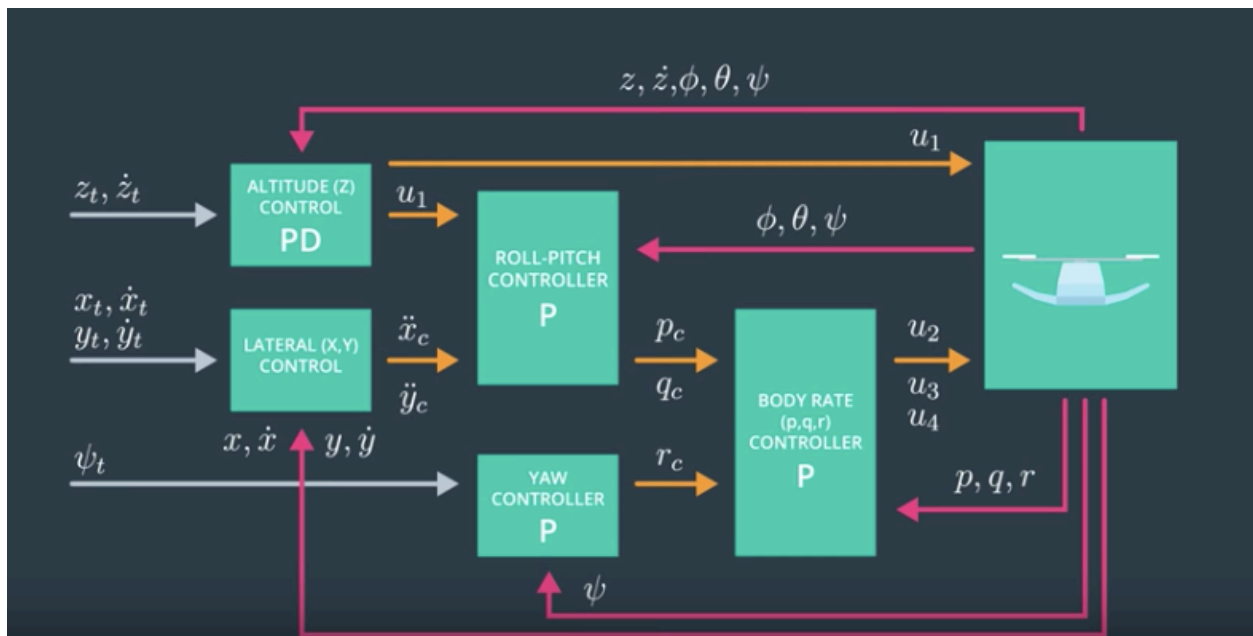 z, ż, ϕ, θ, ψ
u₁
z_t, ż_t
ALTITUDE (Z)
CONTROL
PD
u₁
ROLL-PITCH
CONTROLLER
P
ϕ, θ, ψ
x_t, ẋ_t
y_t, ẏ_t
LATERAL (X,Y)
CONTROL
ẍ_c
ÿ_c
p_c
q_c
BODY RATE
(p,q,r)
CONTROLLER
P
u₂
u₃
u₄
x, ẋ
y, ẏ
ψ_t
YAW
CONTROLLER
P
r_c
p, q, r
ψ